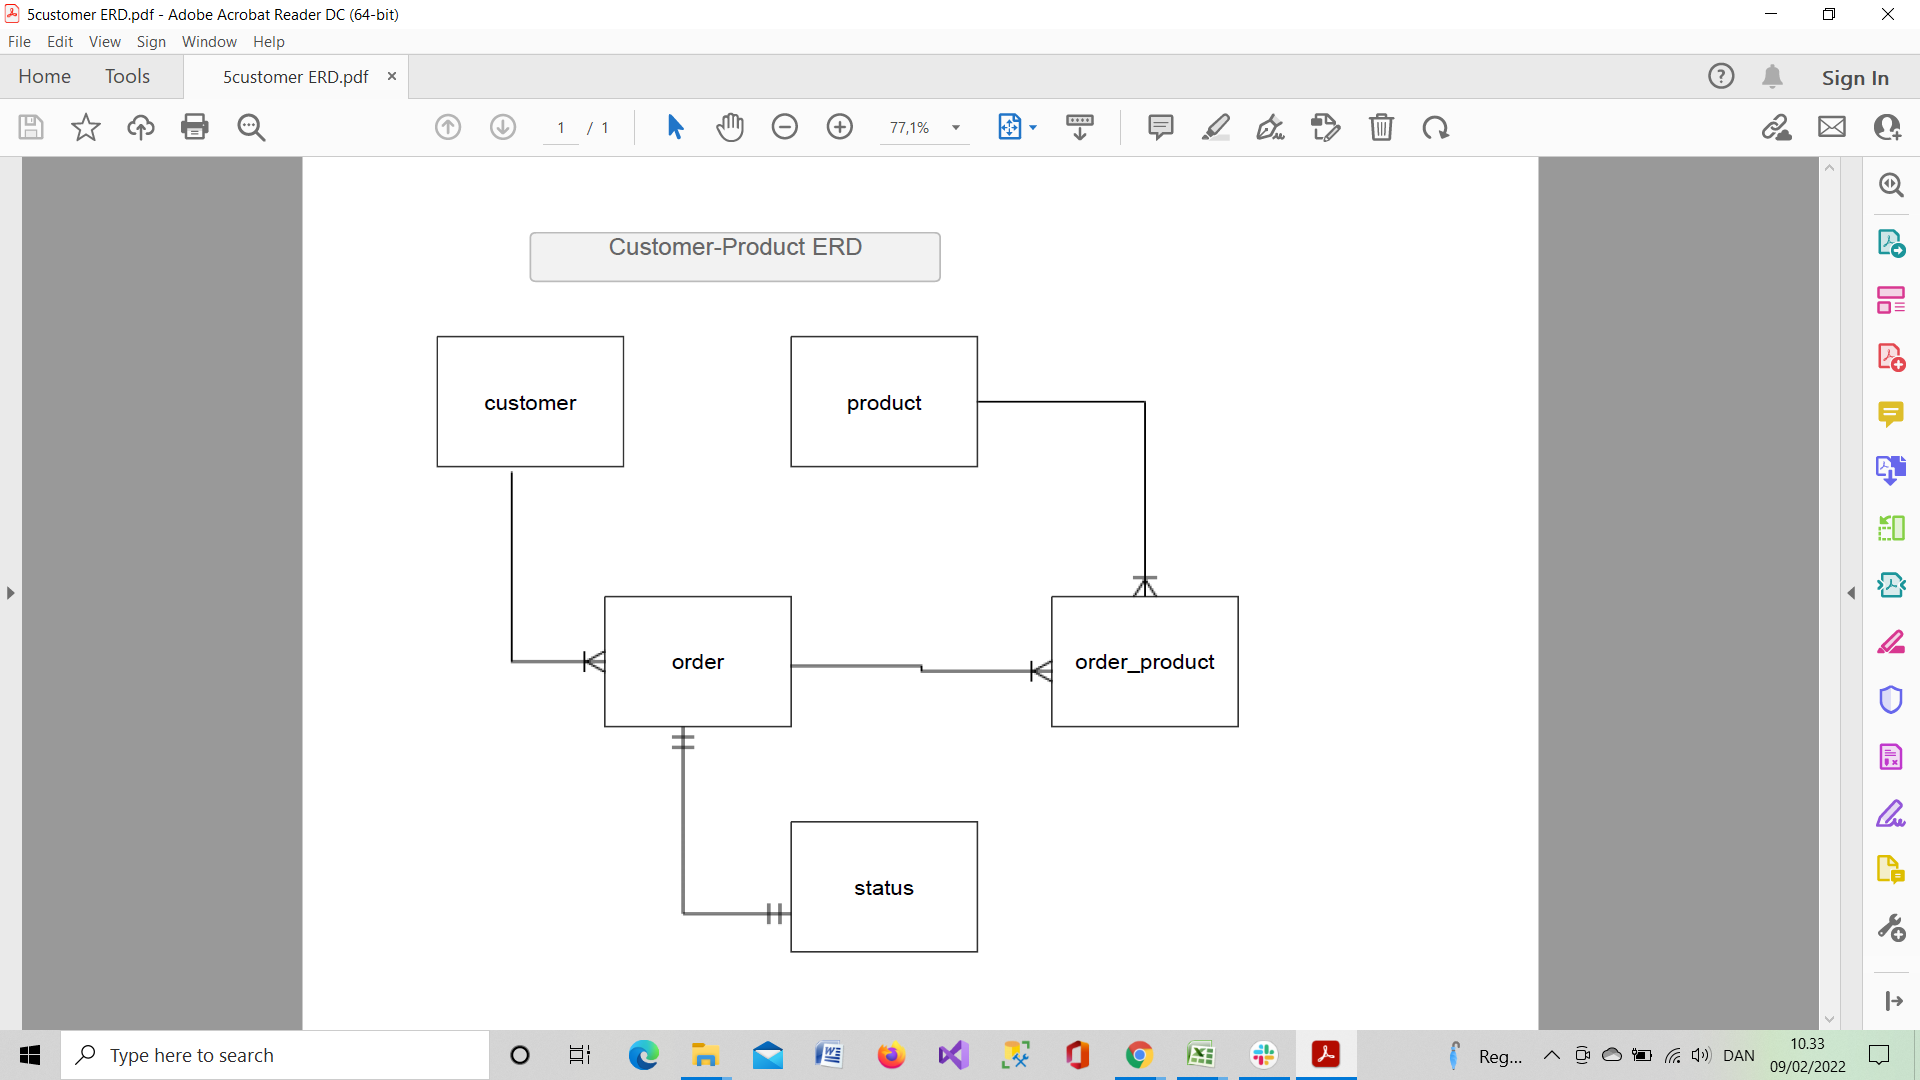 5customer ERD.pdf - Adobe Acrobat Reader DC (64-bit)
File Edit View Sign Window Help
Home Tools 5customer ERD.pdf Sign In
1 / 1 77,1%
Customer-Product ERD
customer product
order order_product
status
Type here to search
Reg... DAN 10.33
09/02/2022